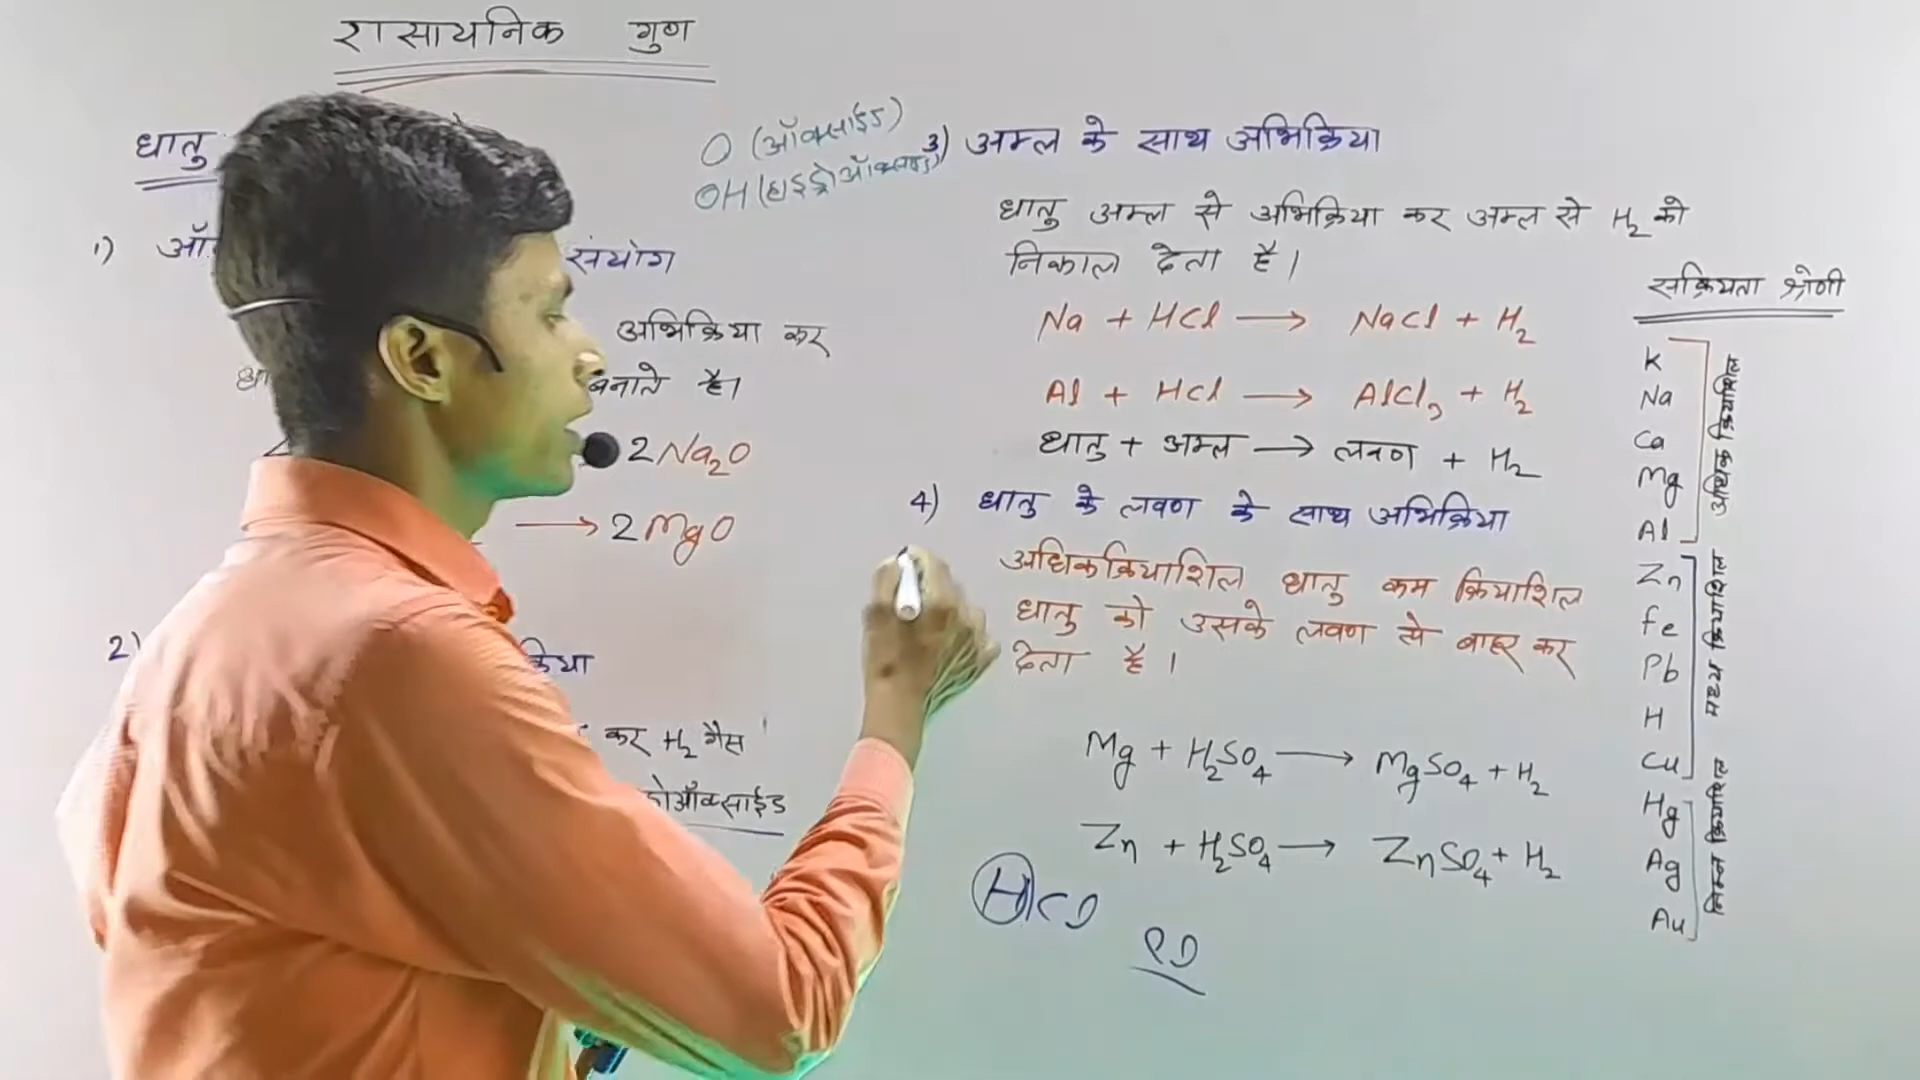 रासायनिक गुण
धातु
1) ऑ संयोग
अभिक्रिया कर
बनाते है।
2Na2O
→ 2MgO
2) क्रिया
कर H2 गैस
ड्रोऑक्साईड
O (ऑक्साईड)
OH (हाइड्रोऑक्साइड)
3) अम्ल के साथ अभिक्रिया
धातु अम्ल से अभिक्रिया कर अम्ल से H2 को
निकाल देता है।
Na + HCl → NaCl + H2
Al + HCl → AlCl3 + H2
धातु + अम्ल → लवण + H2
4) धातु के लवण के साथ अभिक्रिया
अधिकक्रियाशिल धातु कम क्रियाशिल
धातु को उसके लवण से बाहर कर
देता है।
Mg + H2SO4 → MgSO4 + H2
Zn + H2SO4 → ZnSO4 + H2
सक्रियता श्रेणी
K
Na
Ca
Mg
Al
अधिक क्रियाशिल
Zn
Fe
Pb
H
Cu
मध्यम क्रियाशिल
Hg
Ag
Au
निम्न क्रियाशिल